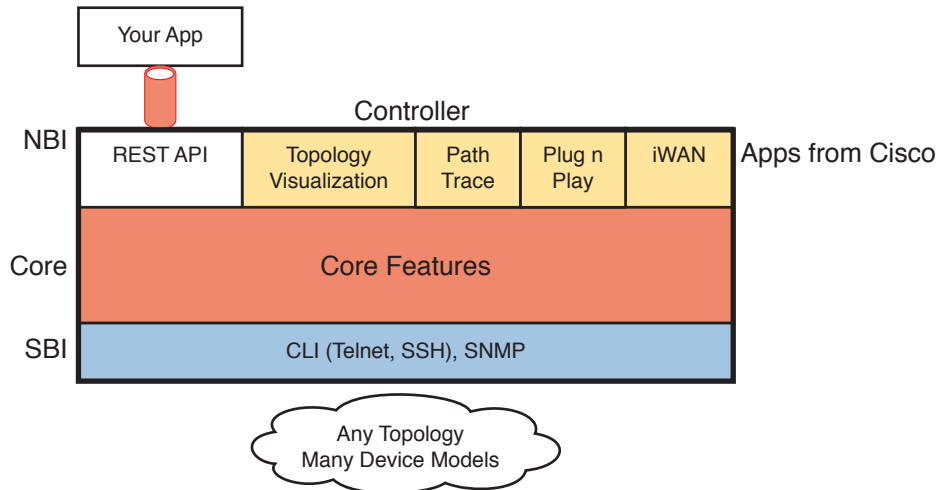 Your App
Controller
NBI
REST API
Topology
Visualization
Path
Trace
Plug n
Play
iWAN
Apps from Cisco
Core
Core Features
SBI
CLI (Telnet, SSH), SNMP
Any Topology
Many Device Models